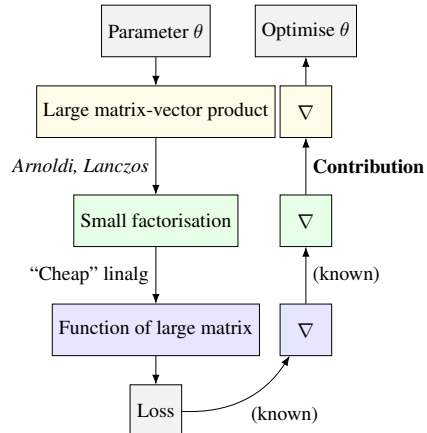 Parameter θ
Optimise θ
Large matrix-vector product
∇
Arnoldi, Lanczos
Contribution
Small factorisation
∇
“Cheap” linalg
(known)
Function of large matrix
∇
Loss
(known)